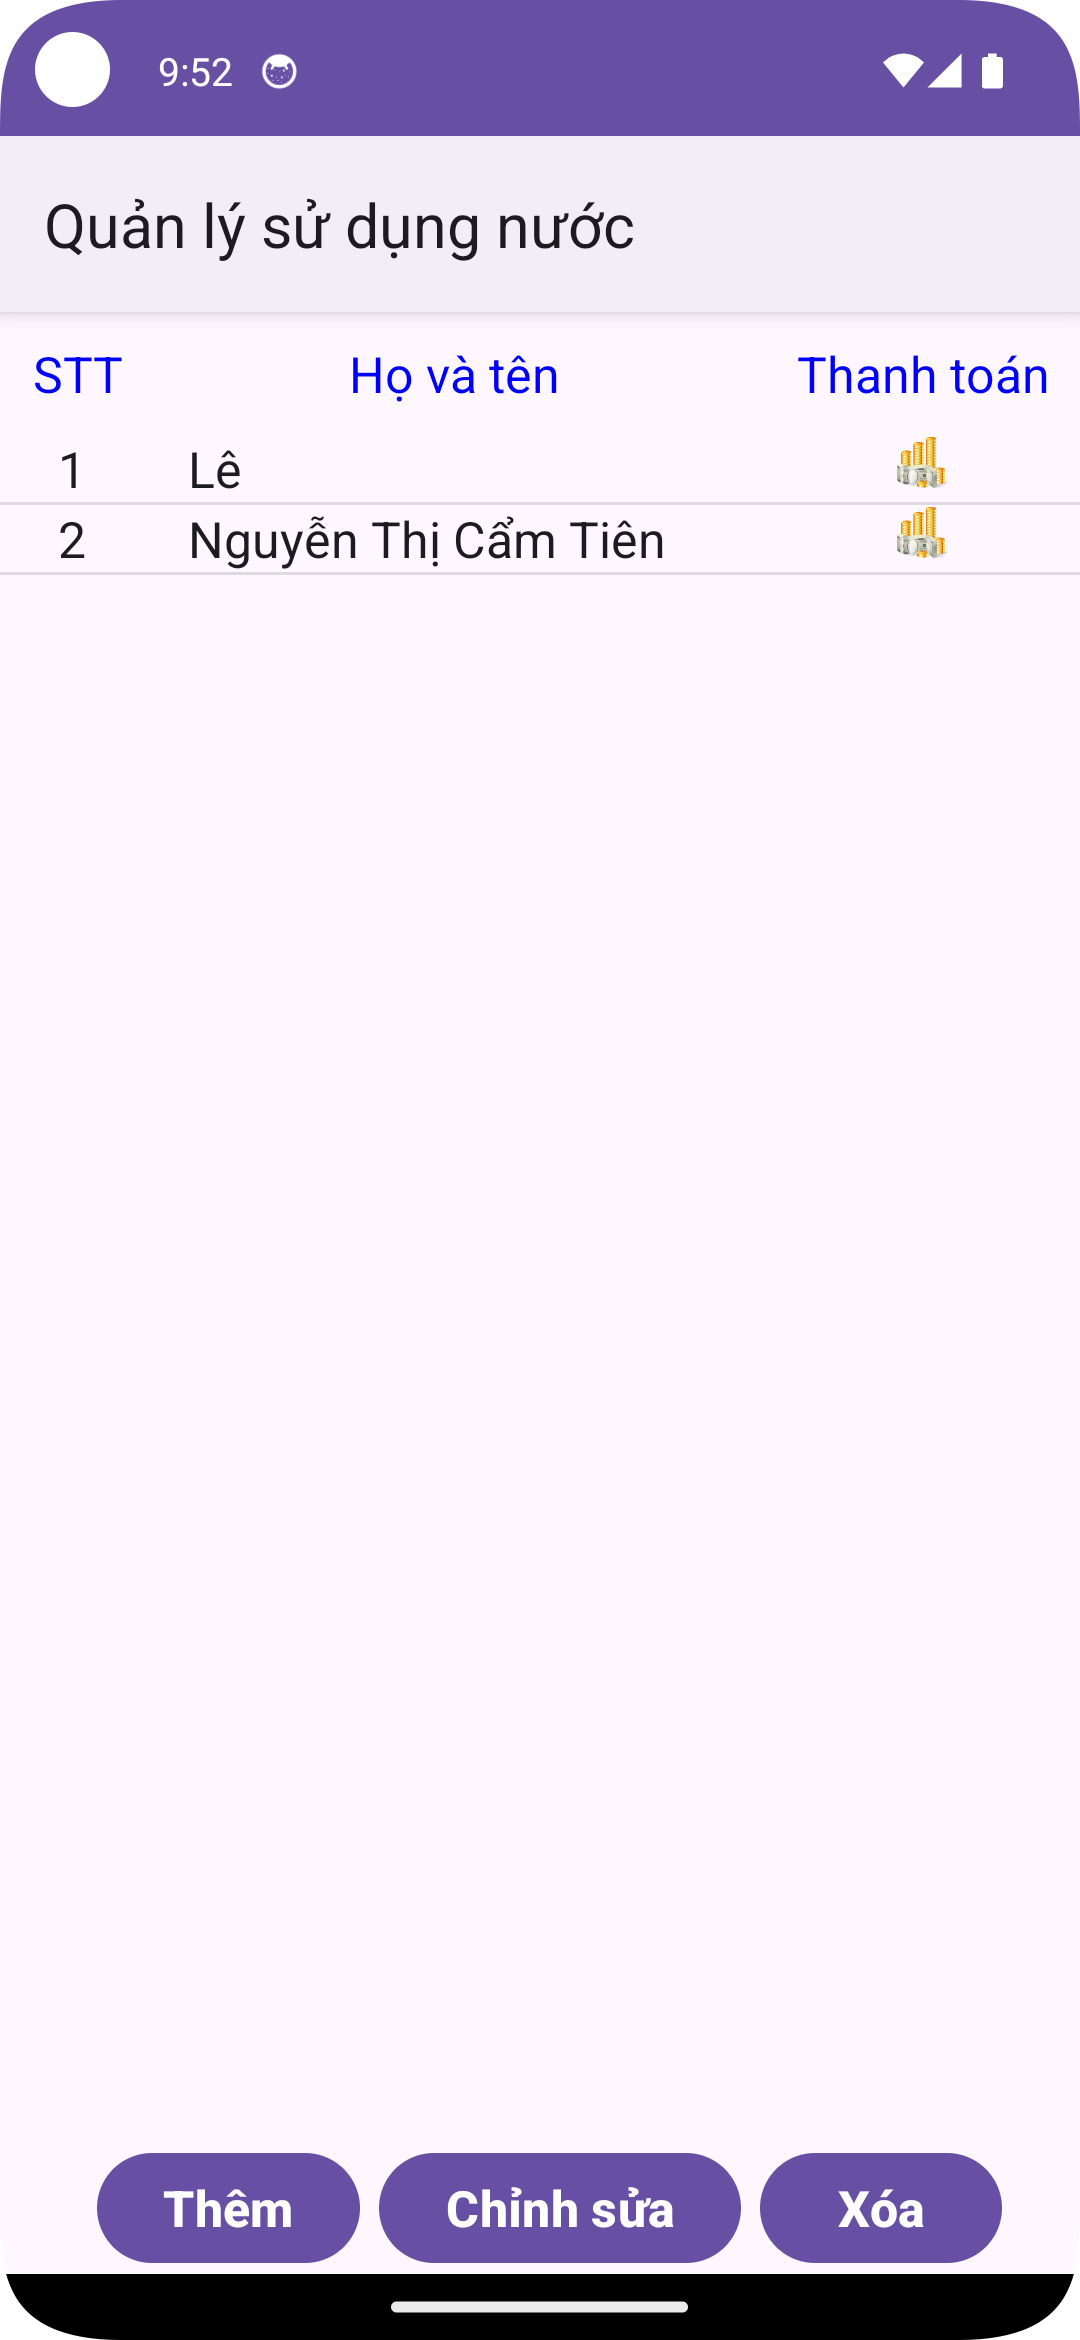 9:52
Quản lý sử dụng nước
STT Họ và tên Thanh toán
1 Lê
2 Nguyễn Thị Cẩm Tiên
Thêm Chỉnh sửa Xóa